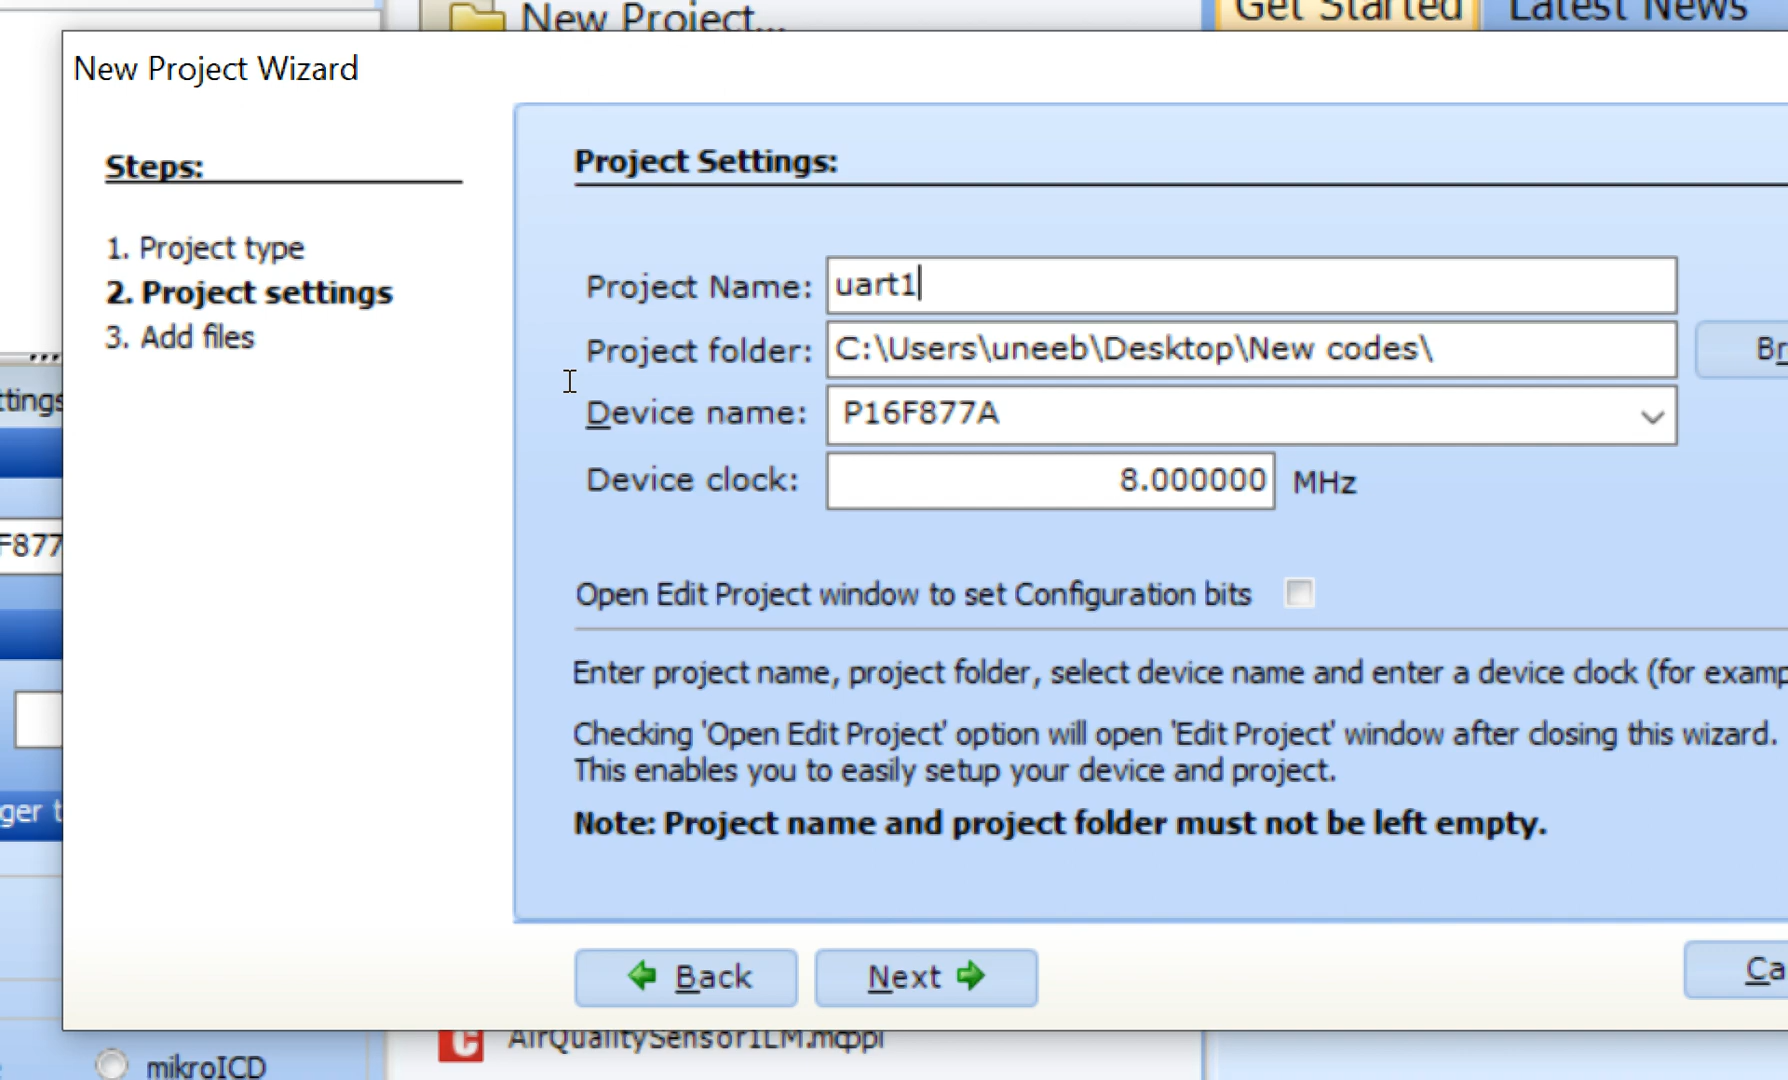 New Project...
Get Started
Latest News
New Project Wizard
Steps:
1. Project type
2. Project settings
3. Add files
Project Settings:
Project Name: uart1
Project folder: C:\Users\uneeb\Desktop\New codes\
Br
Device name: P16F877A
Device clock: 8.000000 MHz
Open Edit Project window to set Configuration bits
Enter project name, project folder, select device name and enter a device clock (for examp
Checking 'Open Edit Project' option will open 'Edit Project' window after closing this wizard.
This enables you to easily setup your device and project.
Note: Project name and project folder must not be left empty.
Back
Next
Ca
ttings
F877
ger t
AirQualitySensor1LM.mcppi
mikroICD